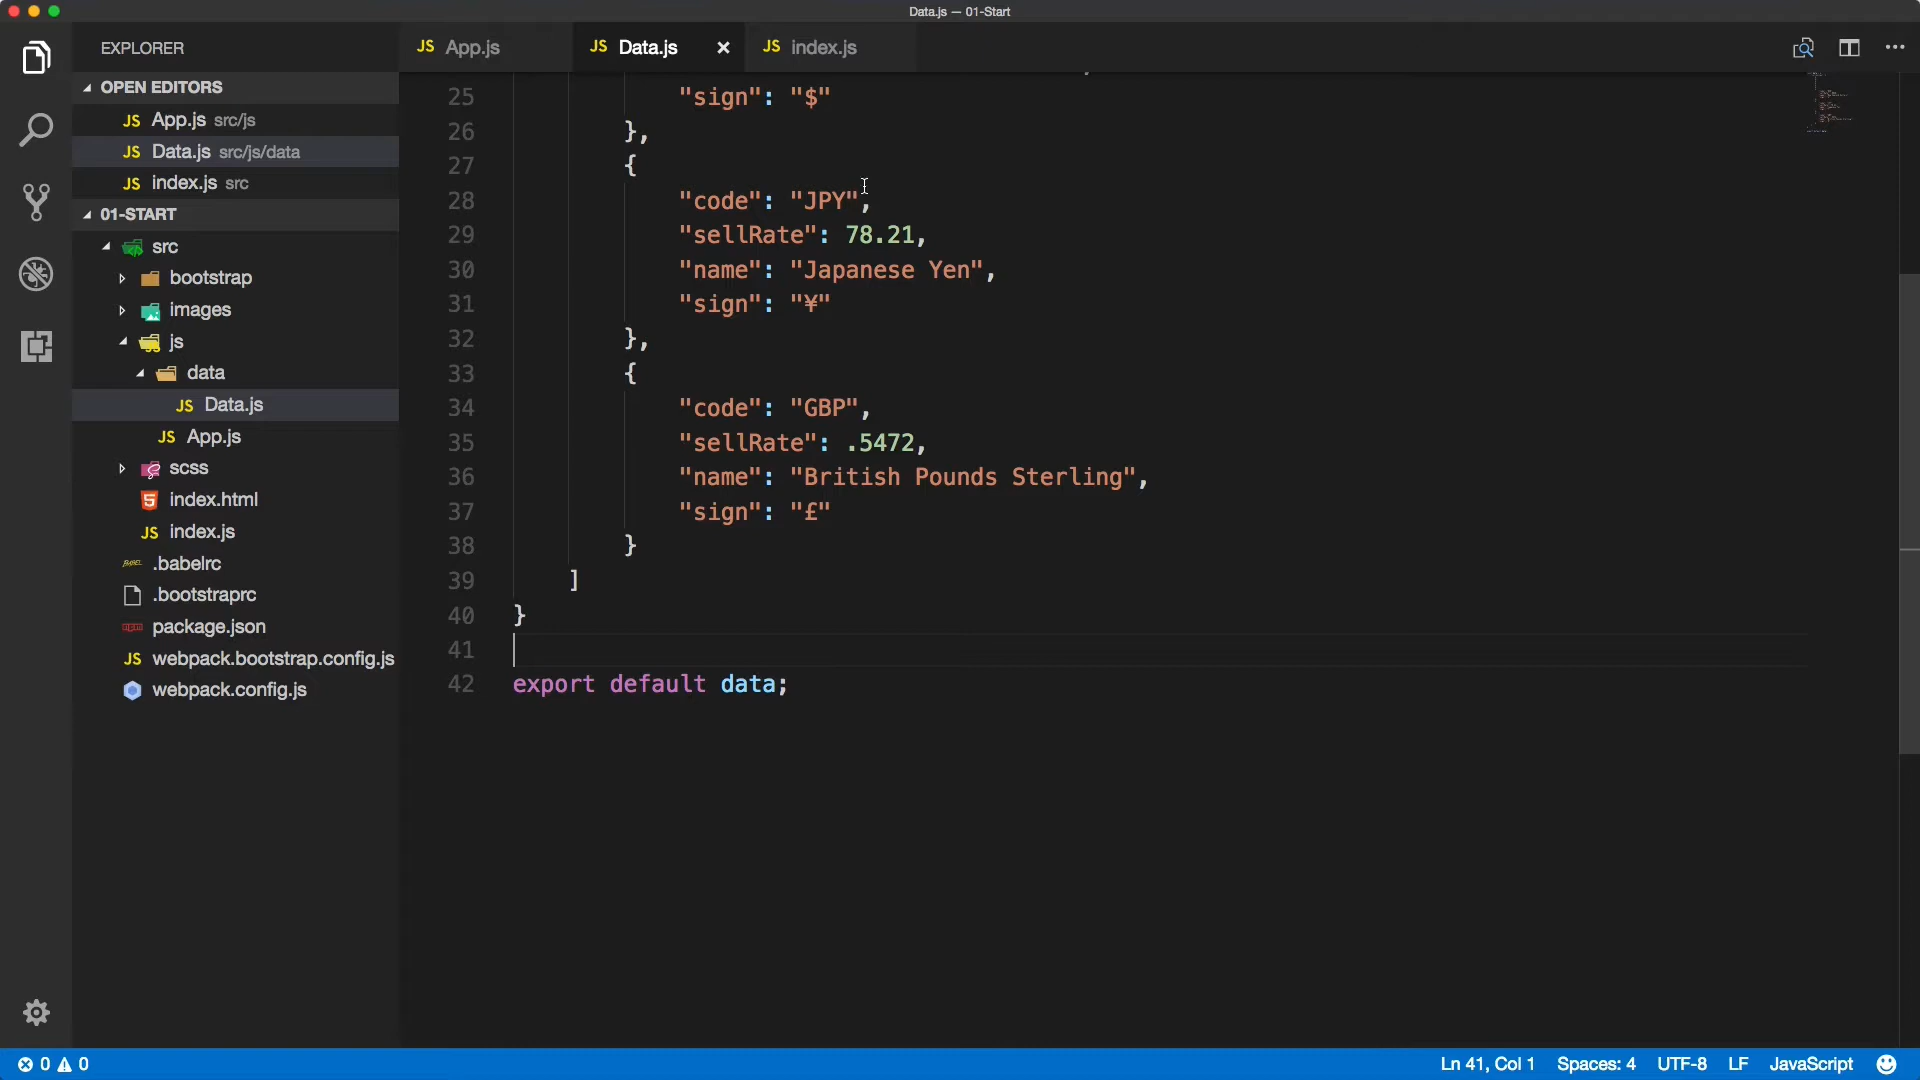 Data.js — 01-Start
EXPLORER
OPEN EDITORS
JS App.js src/js
JS Data.js src/js/data
JS index.js src
01-START
src
bootstrap
images
js
data
JS Data.js
JS App.js
scss
5 index.html
JS index.js
BABEL .babelrc
.bootstraprc
npm package.json
JS webpack.bootstrap.config.js
webpack.config.js
JS App.js
JS Data.js ×
JS index.js
25 "sign": "$"
26 },
27 {
28 "code": "JPY",
29 "sellRate": 78.21,
30 "name": "Japanese Yen",
31 "sign": "¥"
32 },
33 {
34 "code": "GBP",
35 "sellRate": .5472,
36 "name": "British Pounds Sterling",
37 "sign": "£"
38 }
39 ]
40 }
41
42 export default data;
0 0
Ln 41, Col 1 Spaces: 4 UTF-8 LF JavaScript